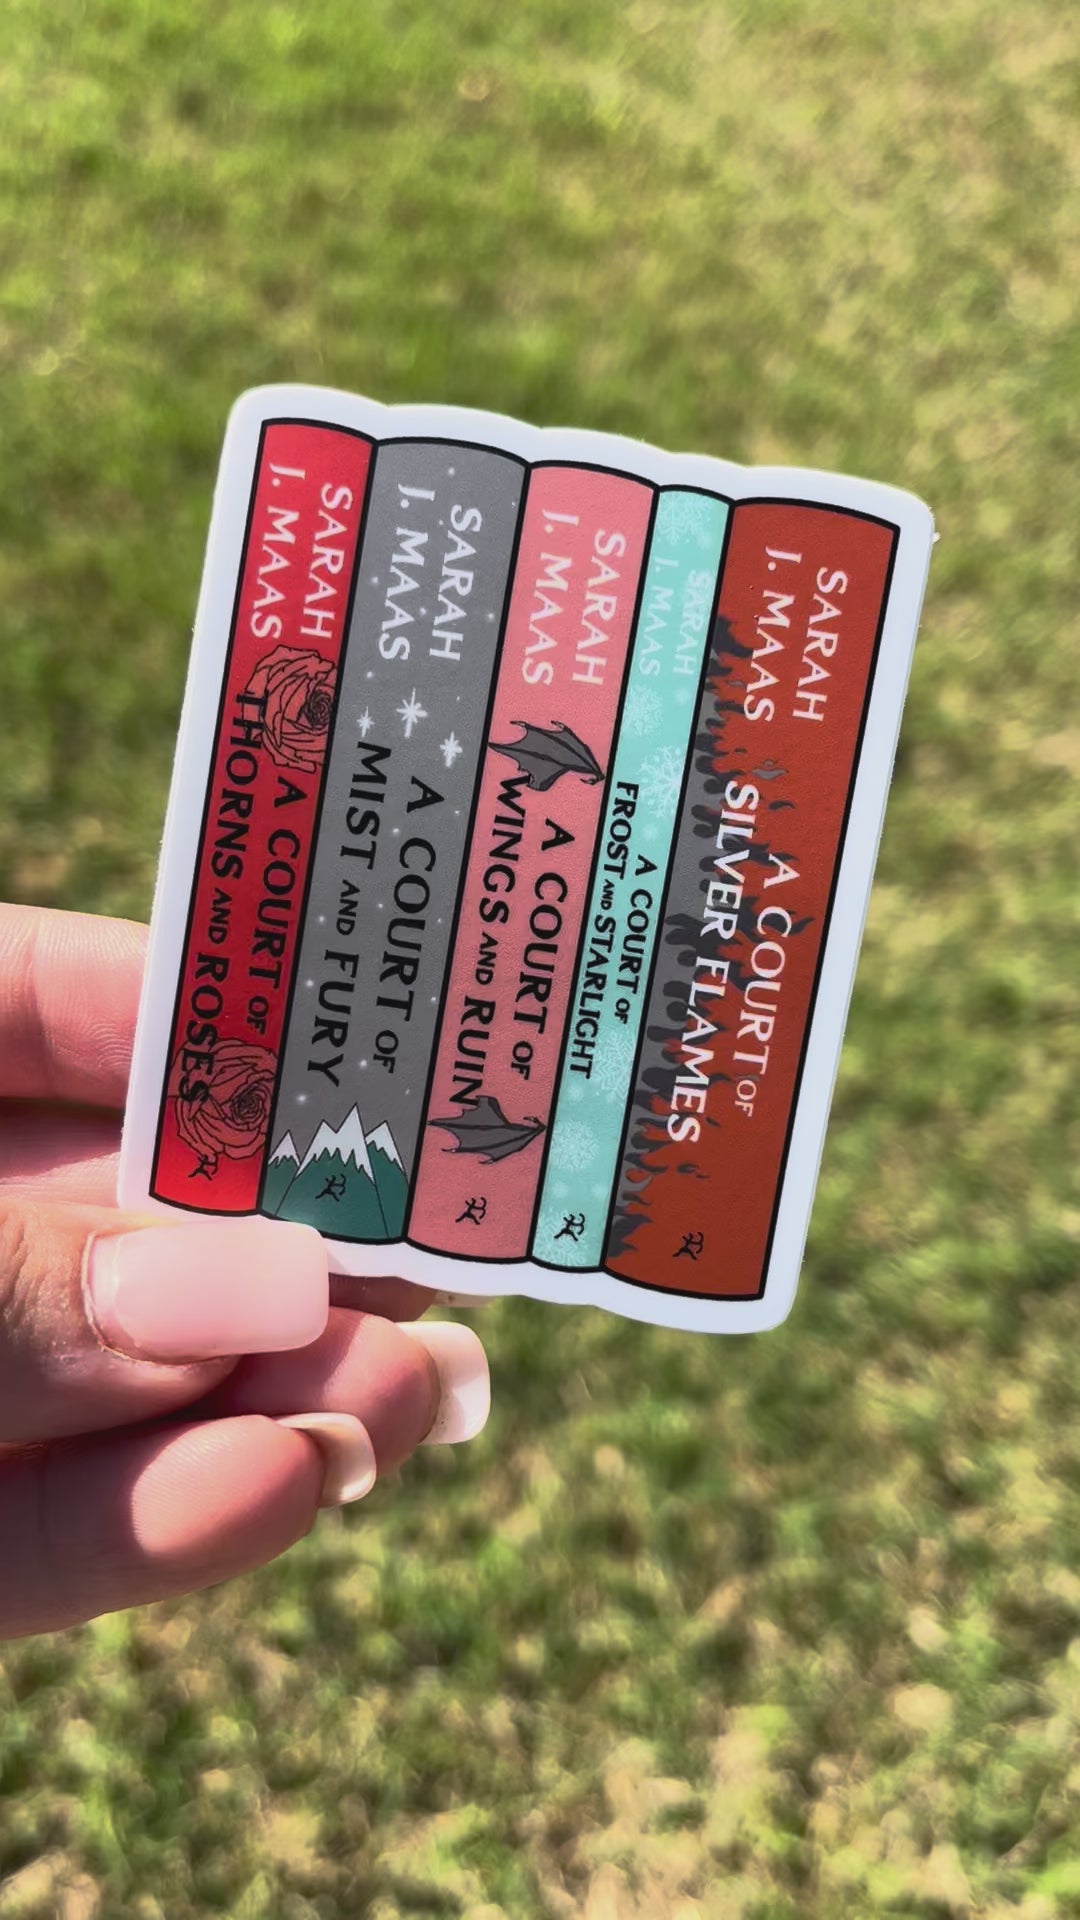 SARAH
J. MAAS
A COURT OF
THORNS AND ROSES
SARAH
J. MAAS
A COURT OF
MIST AND FURY
SARAH
J. MAAS
A COURT OF
WINGS AND RUIN
SARAH
J. MAAS
A COURT OF
FROST AND STARLIGHT
SARAH
J. MAAS
A COURT OF
SILVER FLAMES